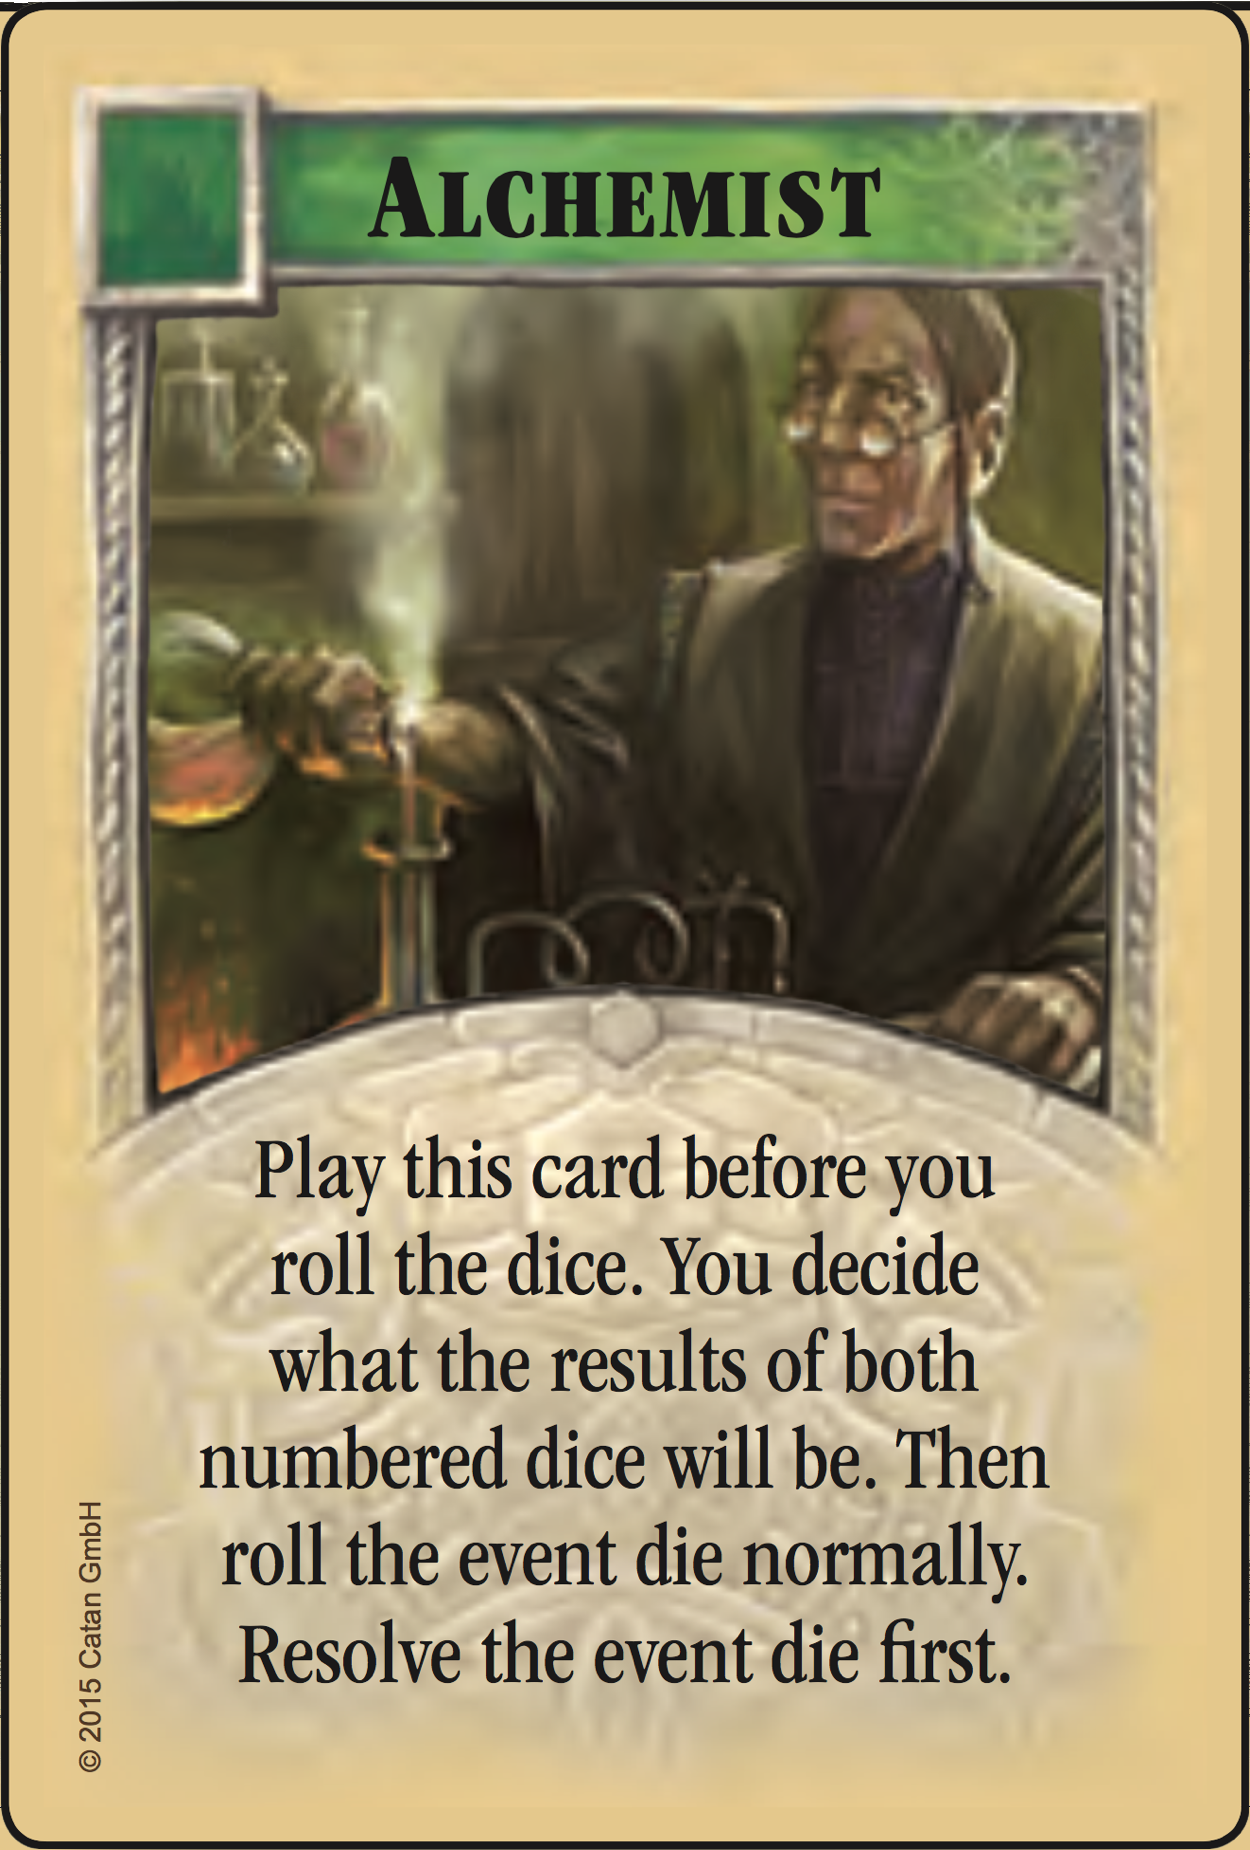 ALCHEMIST
Play this card before you
roll the dice. You decide
what the results of both
numbered dice will be. Then
roll the event die normally.
Resolve the event die first.
© 2015 Catan GmbH